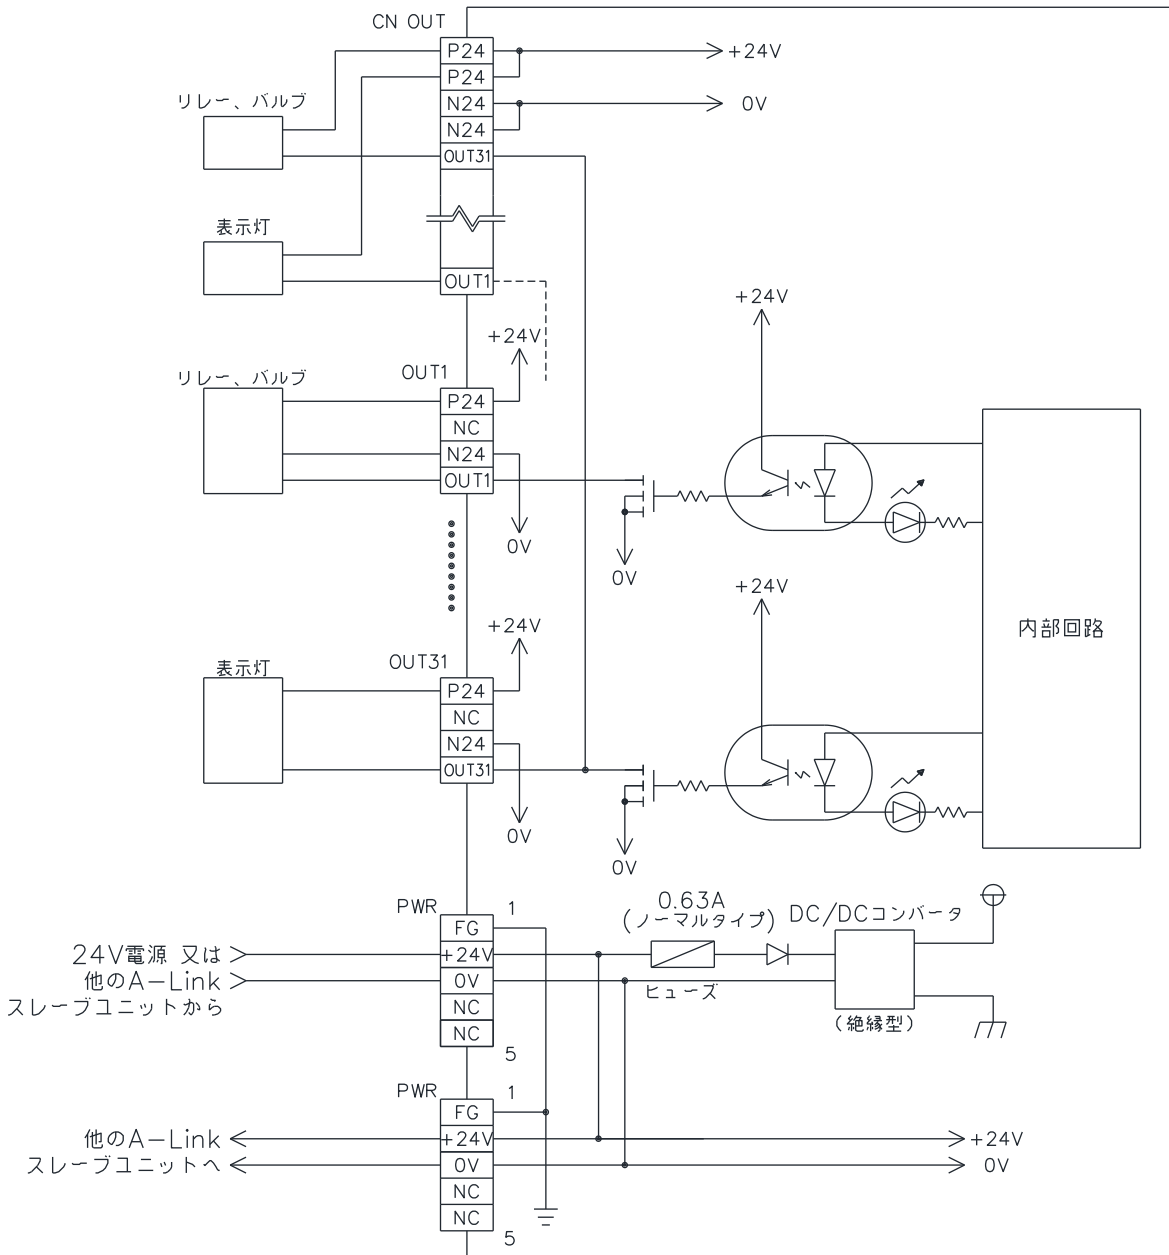 CN OUT
P24
+24V
P24
リレー、バルブ
N24
0V
N24
OUT31
表示灯
OUT1
+24V
+24V
OUT1
リレー、バルブ
P24
NC
N24
OUT1
0V
0V
+24V
+24V
内部回路
OUT31
表示灯
P24
NC
N24
OUT31
0V
0V
PWR
1
0.63A
(ノーマルタイプ)
DC/DCコンバータ
FG
24V電源 又は
+24V
他のA-Link
0V
スレーブユニットから
ヒューズ
NC
NC
(絶縁型)
5
PWR
1
FG
他のA-Link
+24V
+24V
スレーブユニットへ
0V
0V
NC
NC
5